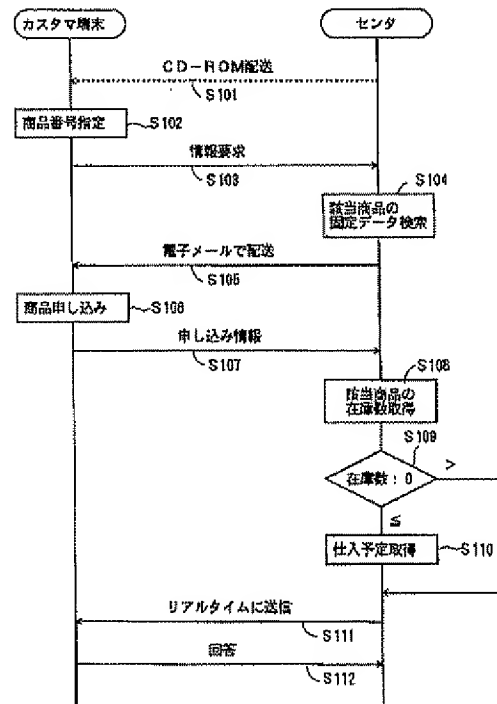 カスタマ端末
センタ
CD-ROM配送
S101
商品番号指定
S102
情報要求
S103
S104
該当商品の
固定データ検索
電子メールで配送
S105
商品申し込み
S106
申し込み情報
S107
S108
該当商品の
在庫数取得
S109
在庫数：0
＞
≦
仕入予定取得
S110
リアルタイムに送信
S111
回答
S112